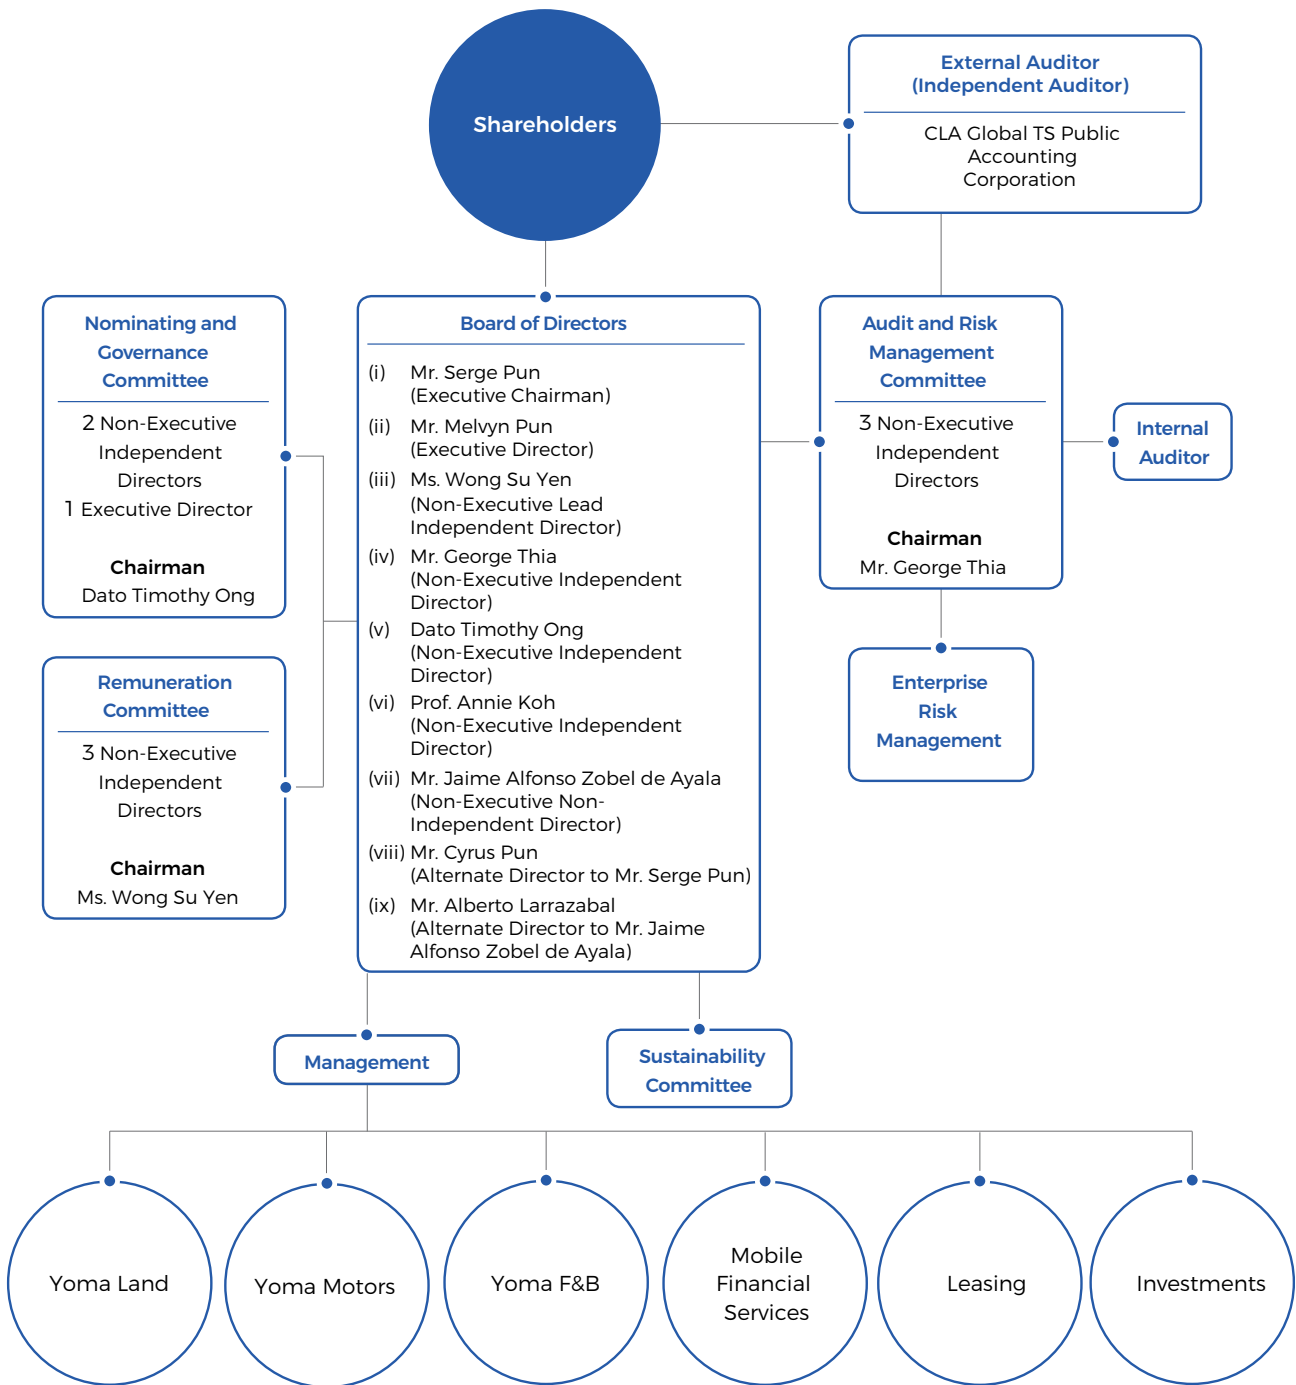 Shareholders
External Auditor
(Independent Auditor)
CLA Global TS Public
Accounting
Corporation
Nominating and
Governance
Committee
2 Non-Executive
Independent
Directors
1 Executive Director
Chairman
Dato Timothy Ong
Remuneration
Committee
3 Non-Executive
Independent
Directors
Chairman
Ms. Wong Su Yen
Board of Directors
(i) Mr. Serge Pun
(Executive Chairman)
(ii) Mr. Melvyn Pun
(Executive Director)
(iii) Ms. Wong Su Yen
(Non-Executive Lead
Independent Director)
(iv) Mr. George Thia
(Non-Executive Independent
Director)
(v) Dato Timothy Ong
(Non-Executive Independent
Director)
(vi) Prof. Annie Koh
(Non-Executive Independent
Director)
(vii) Mr. Jaime Alfonso Zobel de Ayala
(Non-Executive Non-
Independent Director)
(viii) Mr. Cyrus Pun
(Alternate Director to Mr. Serge Pun)
(ix) Mr. Alberto Larrazabal
(Alternate Director to Mr. Jaime
Alfonso Zobel de Ayala)
Audit and Risk
Management
Committee
3 Non-Executive
Independent
Directors
Chairman
Mr. George Thia
Internal
Auditor
Enterprise
Risk
Management
Management
Sustainability
Committee
Yoma Land
Yoma Motors
Yoma F&B
Mobile
Financial
Services
Leasing
Investments